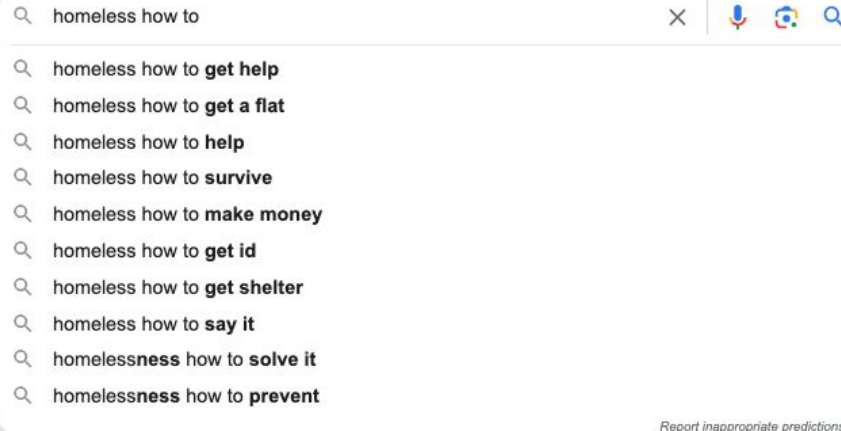 homeless how to
homeless how to get help
homeless how to get a flat
homeless how to help
homeless how to survive
homeless how to make money
homeless how to get id
homeless how to get shelter
homeless how to say it
homelessness how to solve it
homelessness how to prevent
Report inappropriate predictions